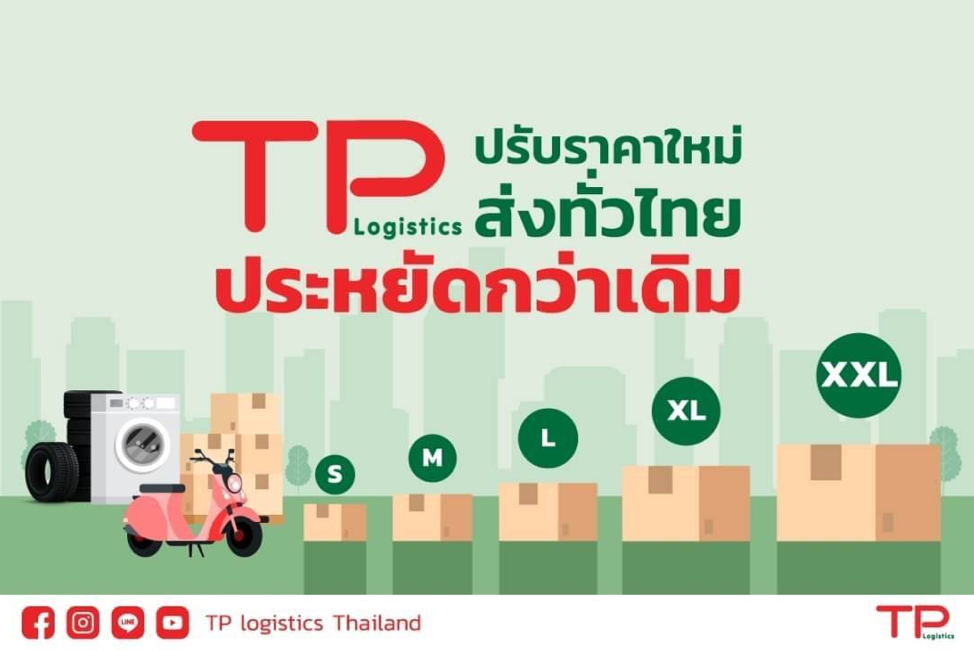 TP Logistics
ปรับราคาใหม่
ส่งทั่วไทย
ประหยัดกว่าเดิม
S
M
L
XL
XXL
LINE
TP logistics Thailand
TP Logistics